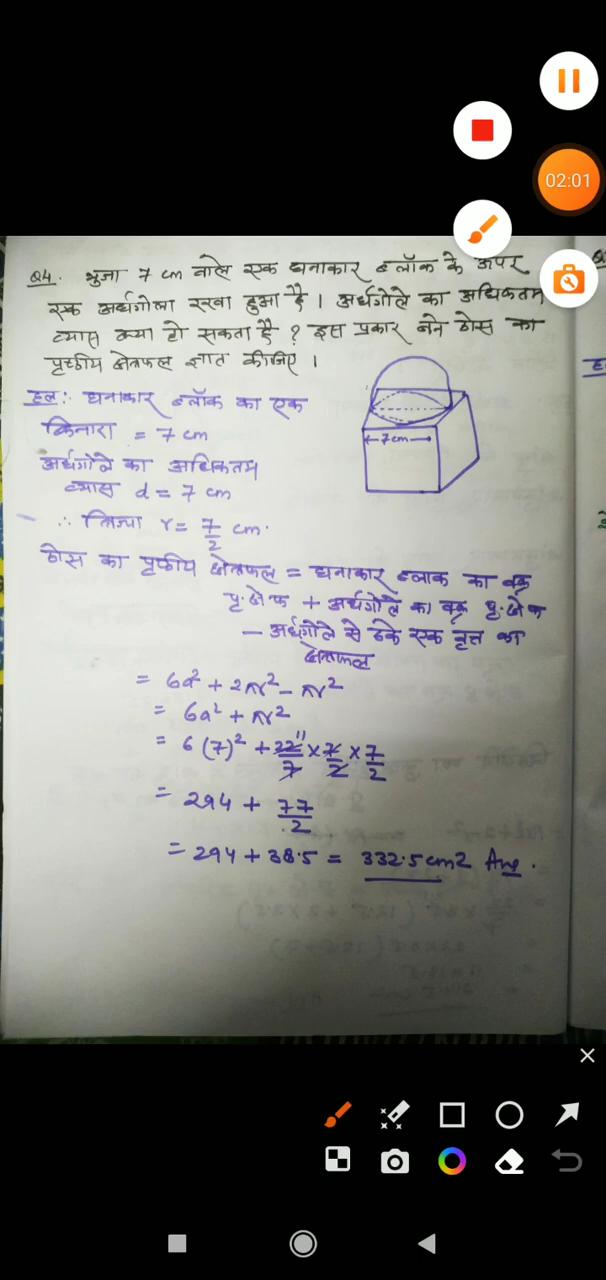 02:01
Q4. भुजा 7 cm वाले एक घनाकार ब्लॉक के ऊपर
एक अर्धगोला रखा हुआ है। अर्धगोले का अधिकतम
व्यास क्या हो सकता है? इस प्रकार बने ठोस का
पृष्ठीय क्षेत्रफल ज्ञात कीजिए।
हल: घनाकार ब्लॉक का एक
किनारा = 7 cm
7cm
अर्धगोले का अधिकतम
व्यास d = 7 cm
∴ त्रिज्या r = 7/2 cm.
ठोस का पृष्ठीय क्षेत्रफल = घनाकार ब्लाक का वक्र
पृ. क्षे. फ + अर्धगोले का वक्र पृ. क्षे. फ
- अर्धगोले से ढके एक वृत्त का
क्षेत्रफल
= 6a² + 2πr² - πr²
= 6a² + πr²
= 6 (7)² + 22/7 × 7/2 × 7/2
11
= 294 + 77/2
= 294 + 38.5 = 332.5 cm2 Ans.